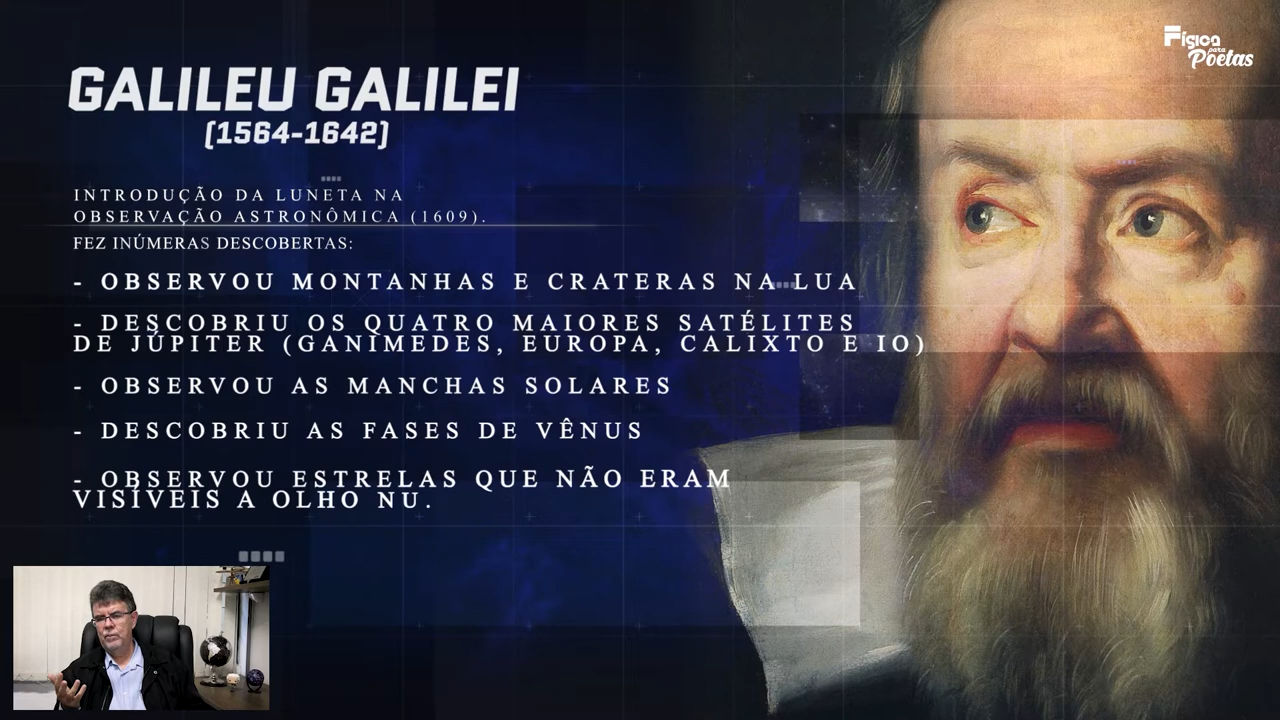 Física
para
Poetas
GALILEU GALILEI
(1564-1642)
INTRODUÇÃO DA LUNETA NA
OBSERVAÇÃO ASTRONÔMICA (1609).
FEZ INÚMERAS DESCOBERTAS:
- OBSERVOU MONTANHAS E CRATERAS NA LUA
- DESCOBRIU OS QUATRO MAIORES SATÉLITES
DE JÚPITER (GANIMEDES, EUROPA, CALIXTO E IO)
- OBSERVOU AS MANCHAS SOLARES
- DESCOBRIU AS FASES DE VÊNUS
- OBSERVOU ESTRELAS QUE NÃO ERAM
VISÍVEIS A OLHO NU.